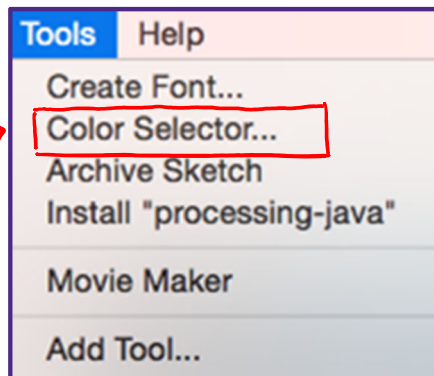 Tools Help
Create Font...
Color Selector...
Archive Sketch
Install "processing-java"
Movie Maker
Add Tool...